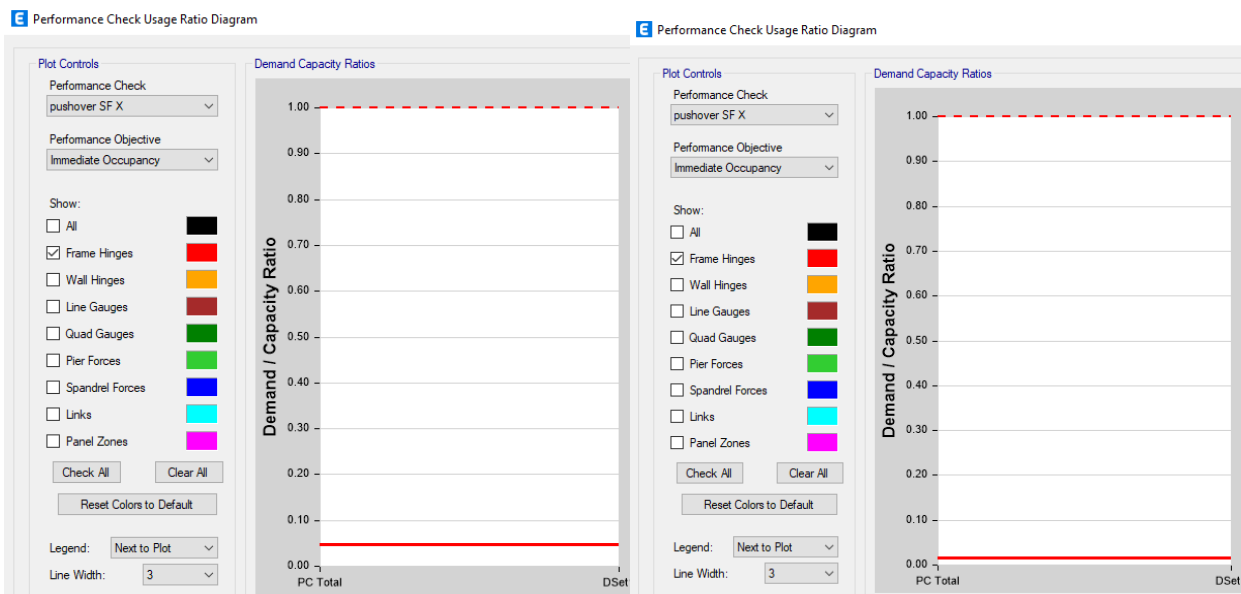 Performance Check Usage Ratio Diagram
Plot Controls
Performance Check
pushover SF X
Performance Objective
Immediate Occupancy
Show:
All
Frame Hinges
Wall Hinges
Line Gauges
Quad Gauges
Pier Forces
Spandrel Forces
Links
Panel Zones
Check All Clear All
Reset Colors to Default
Legend: Next to Plot
Line Width: 3
Demand Capacity Ratios
Demand / Capacity Ratio
1.00
0.90
0.80
0.70
0.60
0.50
0.40
0.30
0.20
0.10
0.00
PC Total DSet
Performance Check Usage Ratio Diagram
Plot Controls
Performance Check
pushover SF X
Performance Objective
Immediate Occupancy
Show:
All
Frame Hinges
Wall Hinges
Line Gauges
Quad Gauges
Pier Forces
Spandrel Forces
Links
Panel Zones
Check All Clear All
Reset Colors to Default
Legend: Next to Plot
Line Width: 3
Demand Capacity Ratios
Demand / Capacity Ratio
1.00
0.90
0.80
0.70
0.60
0.50
0.40
0.30
0.20
0.10
0.00
PC Total DSet